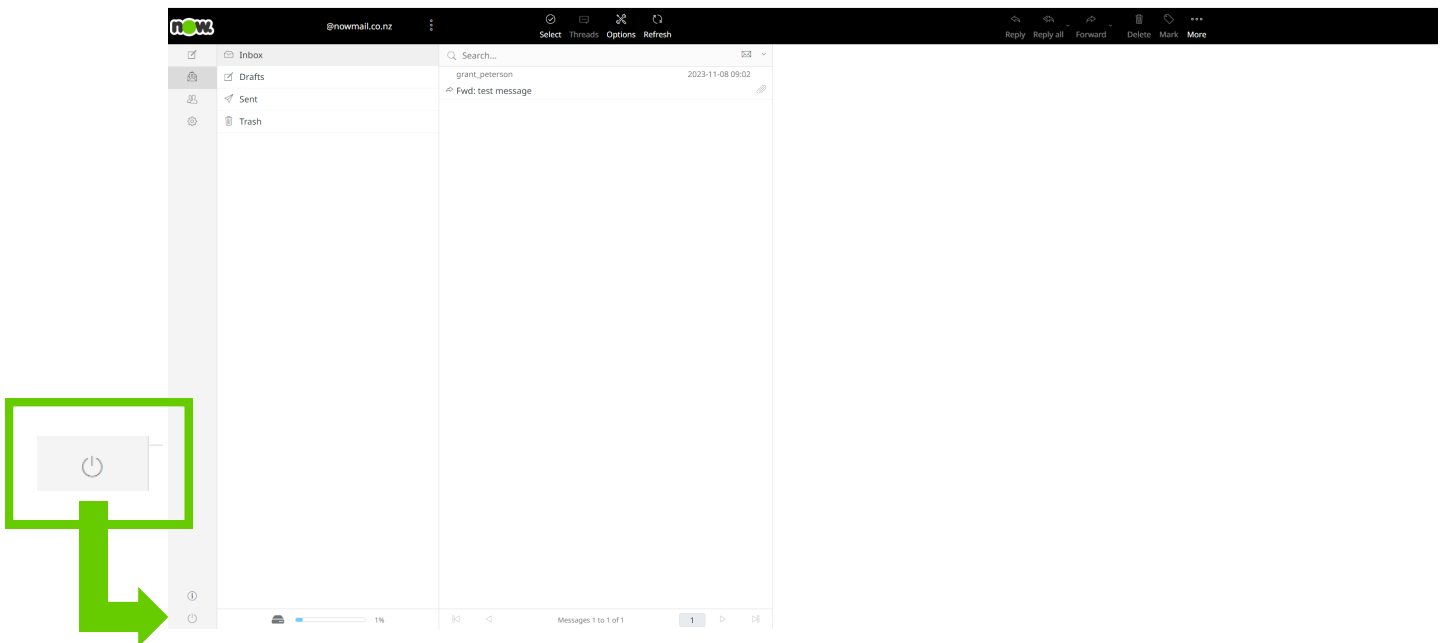 now
@nowmail.co.nz
Select Threads Options Refresh
Reply Reply all Forward Delete Mark More
Inbox
Drafts
Sent
Trash
Search...
grant_peterson 2023-11-08 09:02
Fwd: test message
1%
Messages 1 to 1 of 1
1